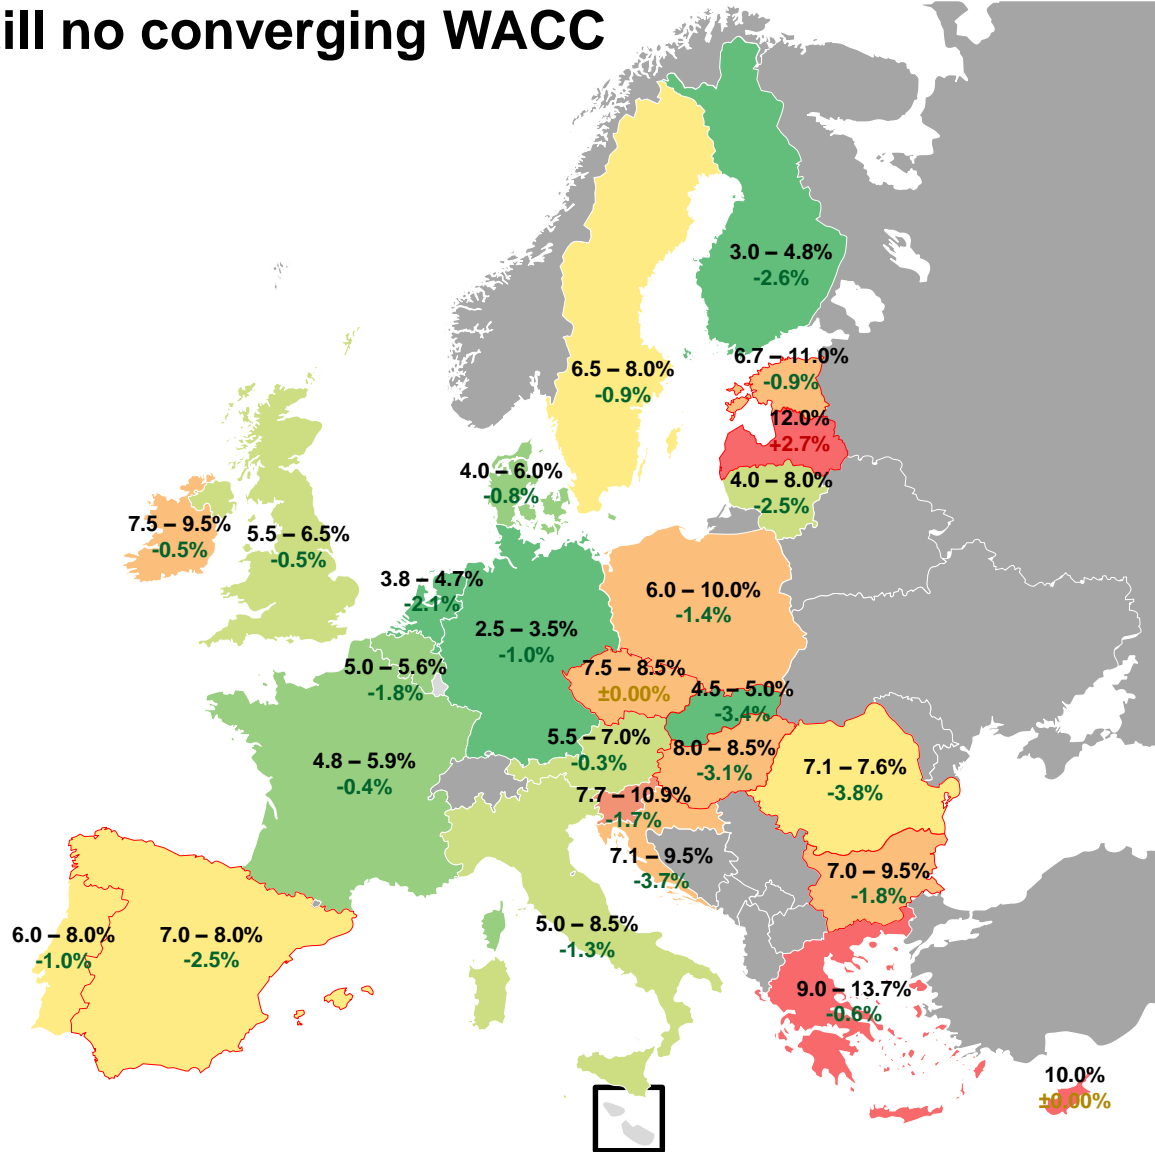 ill no converging WACC
3.0 – 4.8%
-2.6%
6.7 – 11.0%
-0.9%
6.5 – 8.0%
-0.9%
12.0%
+2.7%
4.0 – 6.0%
-0.8%
4.0 – 8.0%
-2.5%
7.5 – 9.5%
-0.5%
5.5 – 6.5%
-0.5%
3.8 – 4.7%
-2.1%
6.0 – 10.0%
-1.4%
2.5 – 3.5%
-1.0%
5.0 – 5.6%
-1.8%
7.5 – 8.5%
±0.00%
4.5 – 5.0%
-3.4%
5.5 – 7.0%
-0.3%
8.0 – 8.5%
-3.1%
4.8 – 5.9%
-0.4%
7.1 – 7.6%
-3.8%
7.7 – 10.9%
-1.7%
7.1 – 9.5%
-3.7%
7.0 – 9.5%
-1.8%
6.0 – 8.0%
-1.0%
7.0 – 8.0%
-2.5%
5.0 – 8.5%
-1.3%
9.0 – 13.7%
-0.6%
10.0%
±0.00%